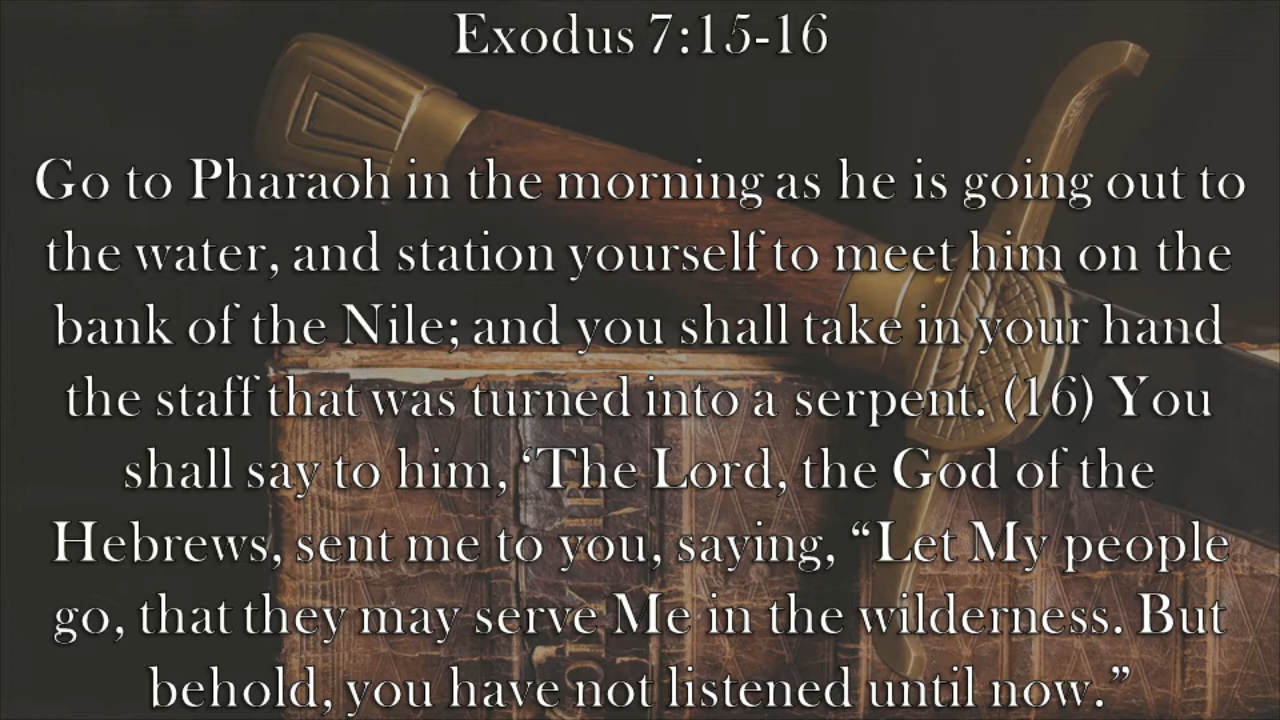 Exodus 7:15-16
Go to Pharaoh in the morning as he is going out to
the water, and station yourself to meet him on the
bank of the Nile; and you shall take in your hand
the staff that was turned into a serpent. (16) You
shall say to him, ‘The Lord, the God of the
Hebrews, sent me to you, saying, “Let My people
go, that they may serve Me in the wilderness. But
behold, you have not listened until now.”